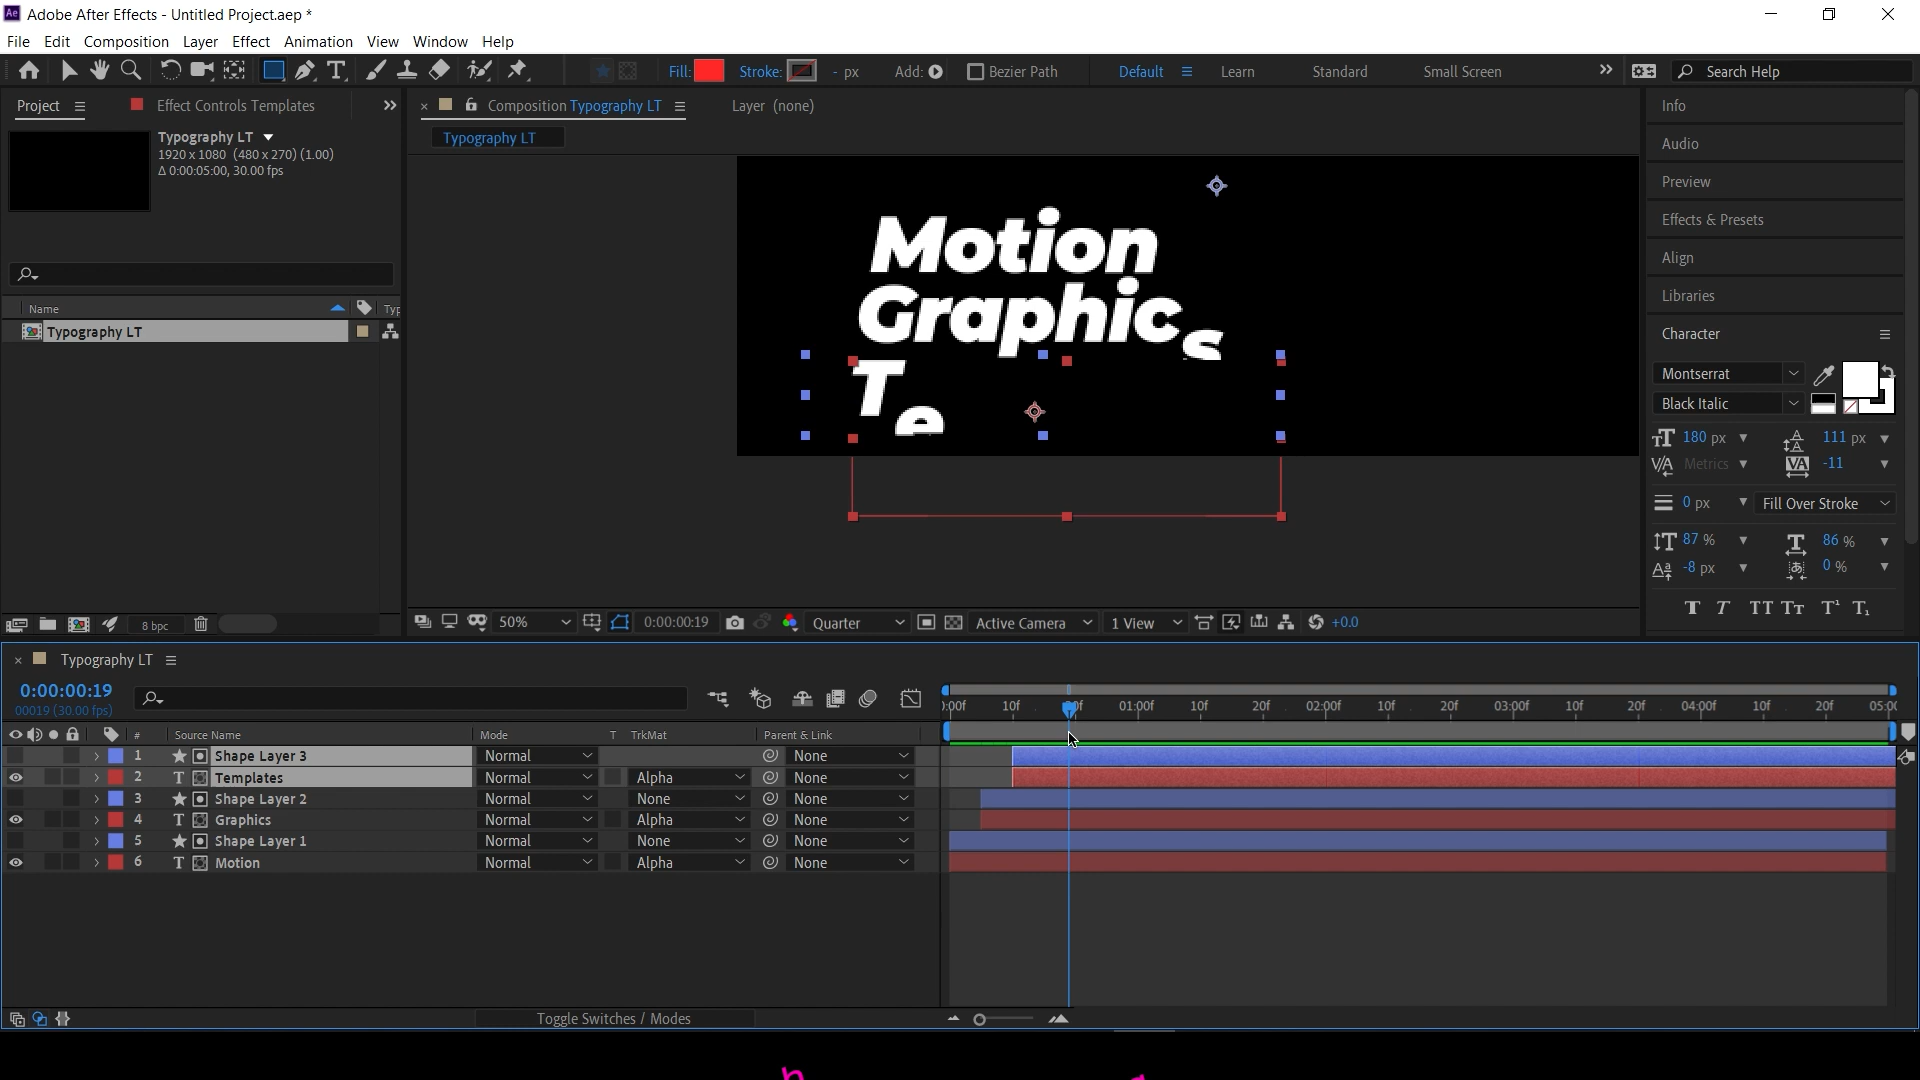 Ae Adobe After Effects - Untitled Project.aep *
File Edit Composition Layer Effect Animation View Window Help
Fill: Stroke: - px Add: Bezier Path Default Learn Standard Small Screen Search Help
Project Effect Controls Templates
Composition Typography LT Layer (none)
Typography LT
1920 x 1080 (480 x 270) (1.00)
Δ 0:00:05:00, 30.00 fps
Typography LT
Name Typ
Typography LT
8 bpc
Motion
Graphics
Te
50% 0:00:00:19 Quarter Active Camera 1 View +0.0
Info
Audio
Preview
Effects & Presets
Align
Libraries
Character
Montserrat
Black Italic
180 px 111 px
Metrics -11
0 px Fill Over Stroke
87 % 86 %
-8 px 0 %
T T TT Tt T¹ T₁
Typography LT
0:00:00:19
00019 (30.00 fps)
):00f 10f 20f 01:00f 10f 20f 02:00f 10f 20f 03:00f 10f 20f 04:00f 10f 20f 05:00
# Source Name Mode T TrkMat Parent & Link
1 Shape Layer 3 Normal None
2 T Templates Normal Alpha None
3 Shape Layer 2 Normal None None
4 T Graphics Normal Alpha None
5 Shape Layer 1 Normal None None
6 T Motion Normal Alpha None
Toggle Switches / Modes